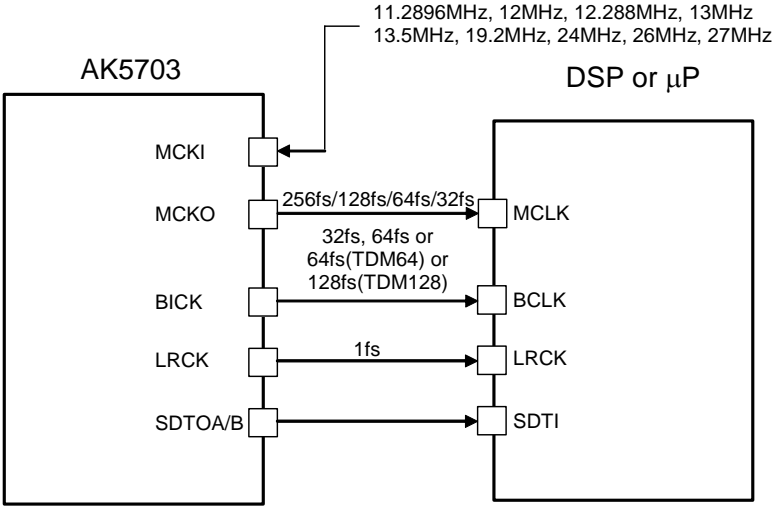 11.2896MHz, 12MHz, 12.288MHz, 13MHz
13.5MHz, 19.2MHz, 24MHz, 26MHz, 27MHz
AK5703
DSP or μP
MCKI
MCKO
256fs/128fs/64fs/32fs
MCLK
32fs, 64fs or
64fs(TDM64) or
128fs(TDM128)
BICK
BCLK
LRCK
1fs
LRCK
SDTOA/B
SDTI